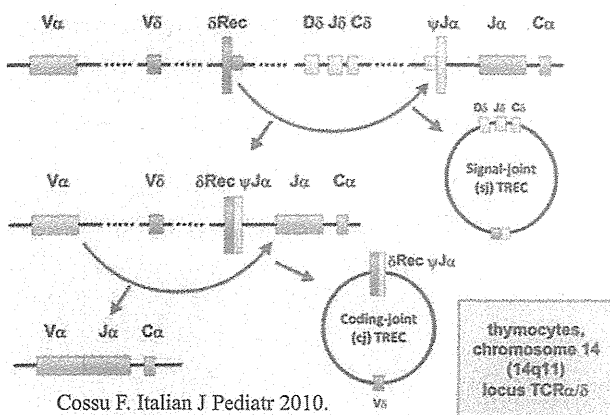 Vα Vδ δRec Dδ Jδ Cδ ψJα Jα Cα
Dδ Jδ Cδ
Signal-joint
(sj) TREC
Vα Vδ δRec ψJα Jα Cα
δRec ψJα
Coding-joint
(cj) TREC
Vδ
Vα Jα Cα
thymocytes,
chromosome 14
(14q11)
locus TCRα/δ
Cossu F. Italian J Pediatr 2010.